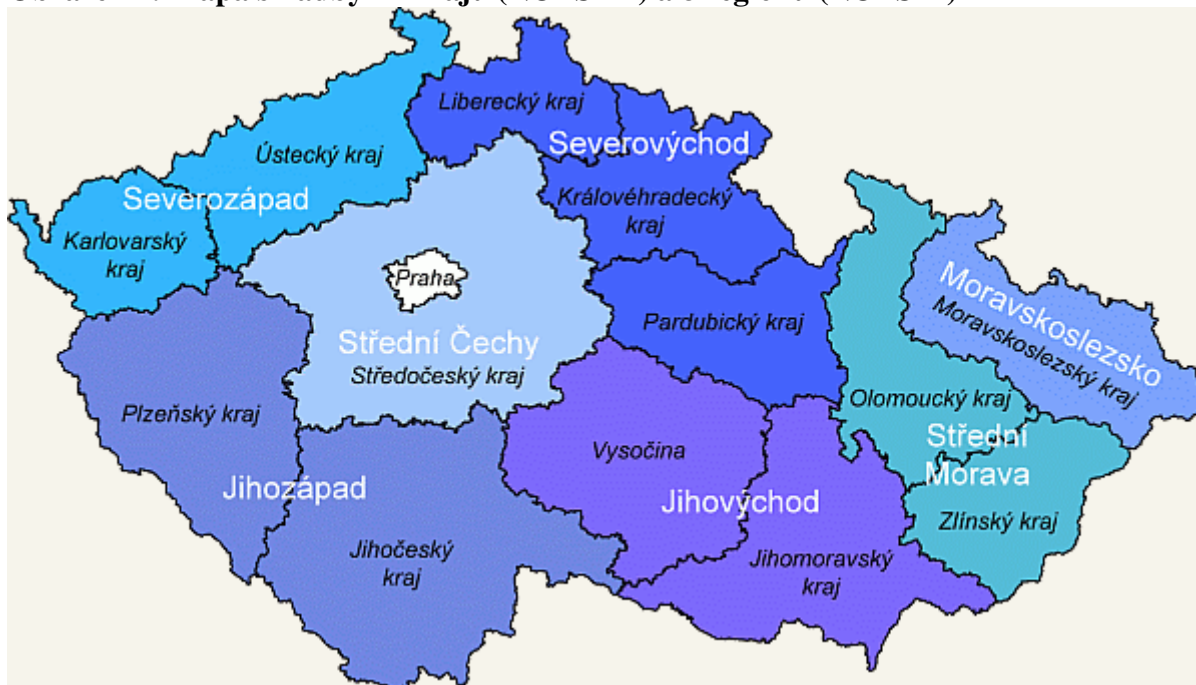 Liberecký kraj
Severovýchod
Ústecký kraj
Severozápad
Královéhradecký
kraj
Karlovarský
kraj
Praha
Moravskoslezsko
Moravskoslezský kraj
Pardubický kraj
Střední Čechy
Středočeský kraj
Plzeňský kraj
Olomoucký kraj
Střední
Morava
Vysočina
Jihozápad
Jihovýchod
Zlínský kraj
Jihočeský
kraj
Jihomoravský
kraj